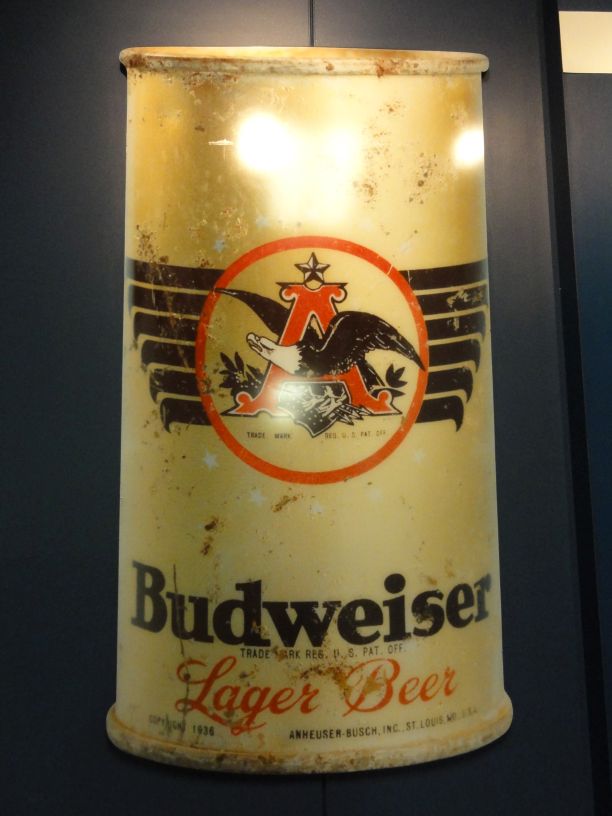 A
TRADE MARK REG. U.S. PAT. OFF.
Budweiser
TRADE MARK REG. U.S. PAT. OFF.
Lager Beer
COPYRIGHT 1936 ANHEUSER-BUSCH, INC., ST. LOUIS, MO. U.S.A.